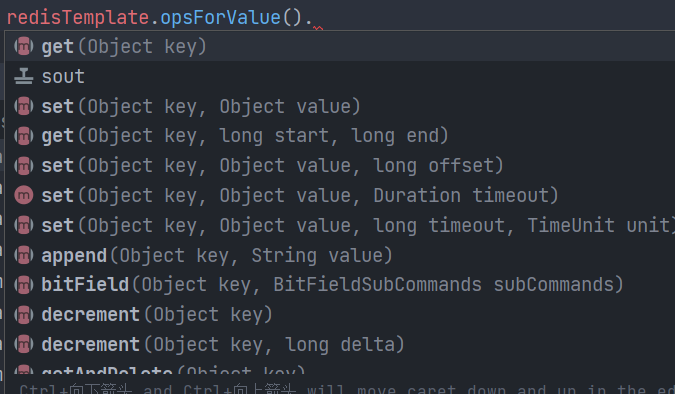 redisTemplate.opsForValue().
get(Object key)
sout
set(Object key, Object value)
get(Object key, long start, long end)
set(Object key, Object value, long offset)
set(Object key, Object value, Duration timeout)
set(Object key, Object value, long timeout, TimeUnit unit)
append(Object key, String value)
bitField(Object key, BitFieldSubCommands subCommands)
decrement(Object key)
decrement(Object key, long delta)
getAndDelete(Object key)
Ctrl+向下箭头 and Ctrl+向上箭头 will move caret down and up in the ed